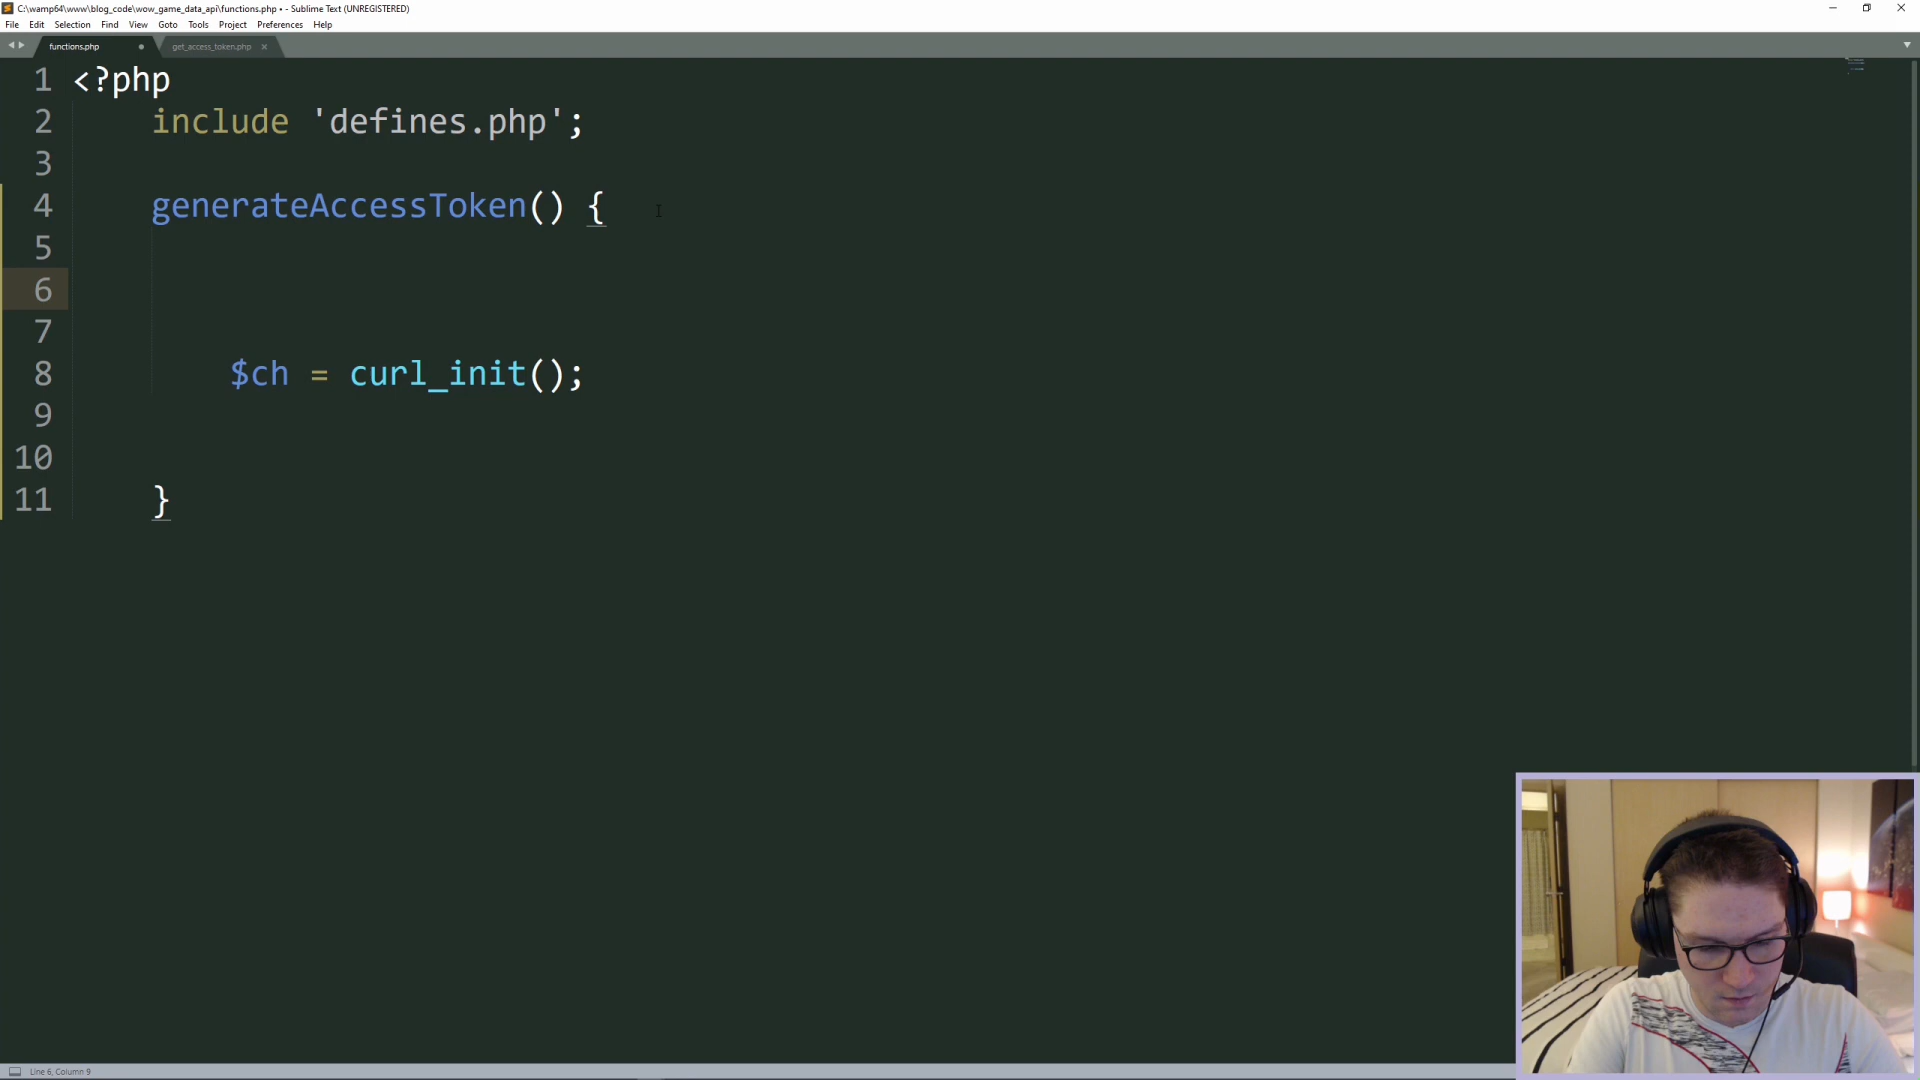 C:\wamp64\www\blog_code\wow_game_data_api\functions.php • - Sublime Text (UNREGISTERED)
File Edit Selection Find View Goto Tools Project Preferences Help
functions.php get_access_token.php
1 <?php
2 include 'defines.php';
3
4 generateAccessToken() {
5
6
7
8 $ch = curl_init();
9
10
11 }
Line 6, Column 9